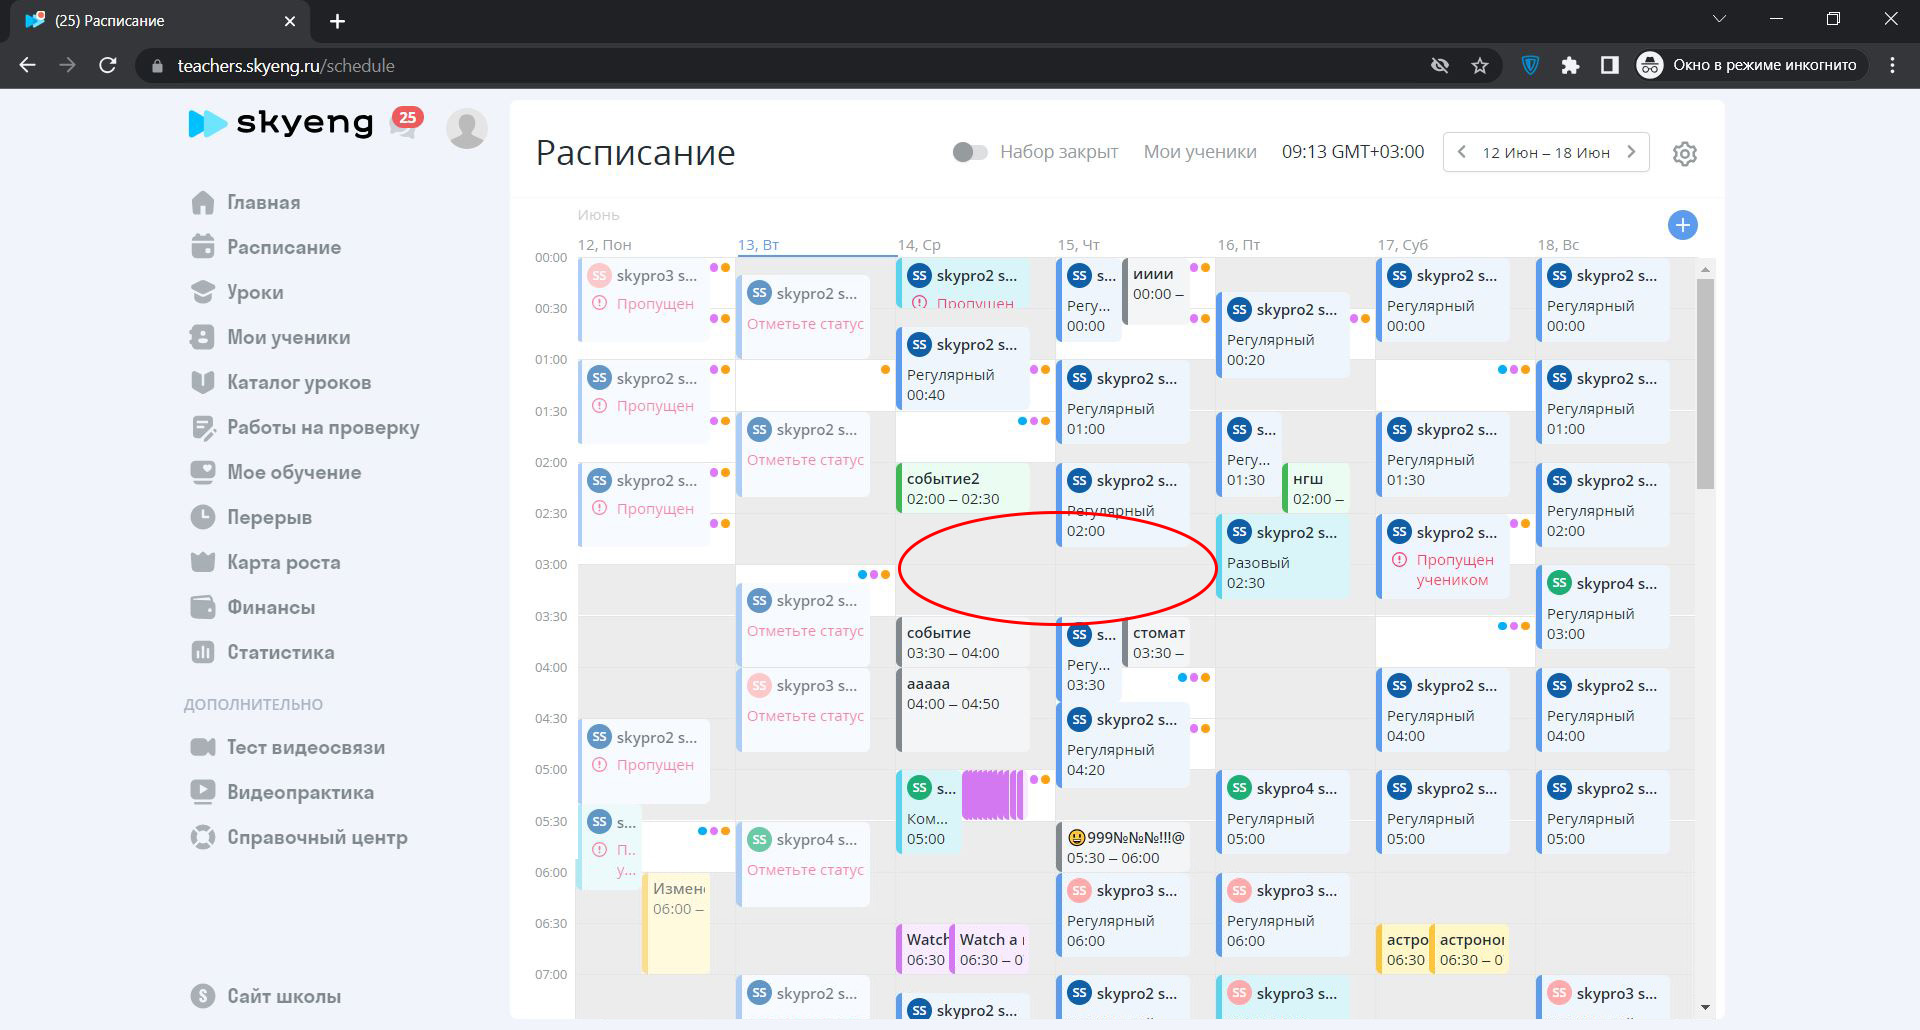 (25) Расписание
teachers.skyeng.ru/schedule
Окно в режиме инкогнито
skyeng
25
Главная
Расписание
Уроки
Мои ученики
Каталог уроков
Работы на проверку
Мое обучение
Перерыв
Карта роста
Финансы
Статистика
ДОПОЛНИТЕЛЬНО
Тест видеосвязи
Видеопрактика
Справочный центр
Сайт школы
Расписание
Набор закрыт
Мои ученики
09:13 GMT+03:00
12 Июн – 18 Июн
Июнь
12, Пон
13, Вт
14, Ср
15, Чт
16, Пт
17, Суб
18, Вс
00:00
00:30
01:00
01:30
02:00
02:30
03:00
03:30
04:00
04:30
05:00
05:30
06:00
06:30
07:00
SS skypro3 s...
Пропущен
SS skypro2 s...
Пропущен
SS skypro2 s...
Пропущен
SS skypro2 s...
Пропущен
SS s...
П..
у...
Измен
06:00 –
SS skypro2 s...
Отметьте статус
SS skypro2 s...
Отметьте статус
SS skypro2 s...
Отметьте статус
SS skypro3 s...
Отметьте статус
SS skypro4 s...
Отметьте статус
SS skypro2 s...
SS skypro2 s...
Пропущен
SS skypro2 s...
Регулярный
00:40
событие2
02:00 – 02:30
событие
03:30 – 04:00
ааааа
04:00 – 04:50
SS s...
Ком...
05:00
Watch
06:30
Watch a
06:30 – 0
SS skypro2 s...
SS s...
Регу...
00:00
ииии
00:00 –
SS skypro2 s...
Регулярный
01:00
SS skypro2 s...
Регулярный
02:00
SS s...
Регу...
03:30
стомат
03:30 –
SS skypro2 s...
Регулярный
04:20
😃999№№№!!!@
05:30 – 06:00
SS skypro3 s...
Регулярный
06:00
SS skypro2 s...
SS skypro2 s...
Регулярный
00:20
SS s...
Регу...
01:30
нгш
02:00 –
SS skypro2 s...
Разовый
02:30
SS skypro4 s...
Регулярный
05:00
SS skypro3 s...
Регулярный
06:00
SS skypro3 s...
SS skypro2 s...
Регулярный
00:00
SS skypro2 s...
Регулярный
01:30
SS skypro2 s...
Пропущен
учеником
SS skypro2 s...
Регулярный
04:00
SS skypro2 s...
Регулярный
05:00
астро
06:30
астроно
06:30 – 0
SS skypro2 s...
Регулярный
00:00
SS skypro2 s...
Регулярный
01:00
SS skypro2 s...
Регулярный
02:00
SS skypro4 s...
Регулярный
03:00
SS skypro2 s...
Регулярный
04:00
SS skypro2 s...
Регулярный
05:00
SS skypro3 s...